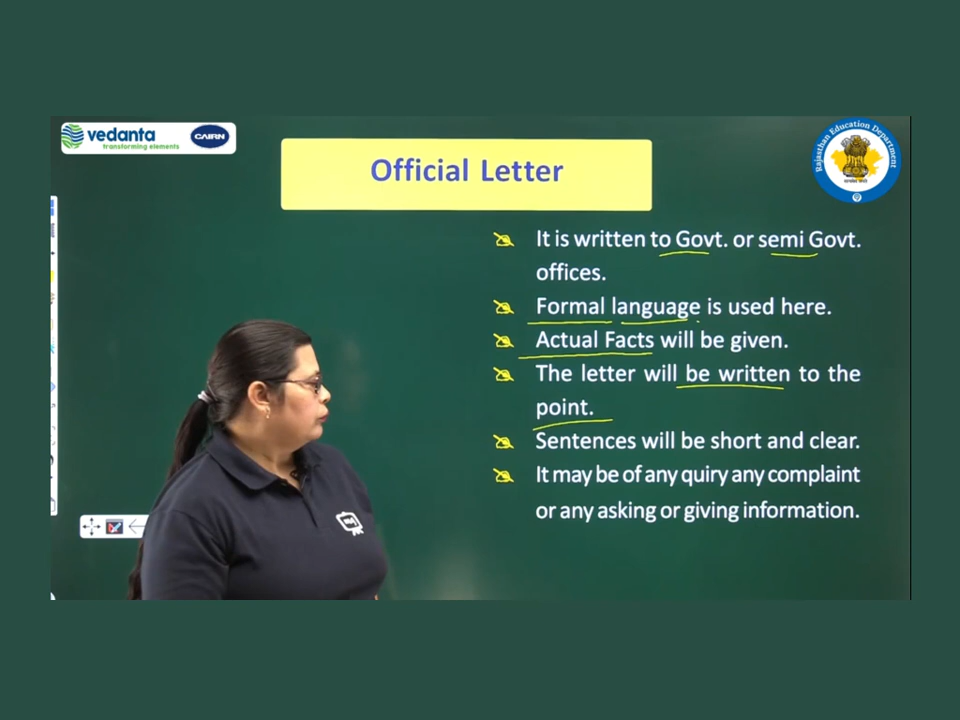 vedanta
transforming elements
CAIRN
Rajasthan Education Department
Official Letter
It is written to Govt. or semi Govt.
offices.
Formal language is used here.
Actual Facts will be given.
The letter will be written to the
point.
Sentences will be short and clear.
It may be of any quiry any complaint
or any asking or giving information.